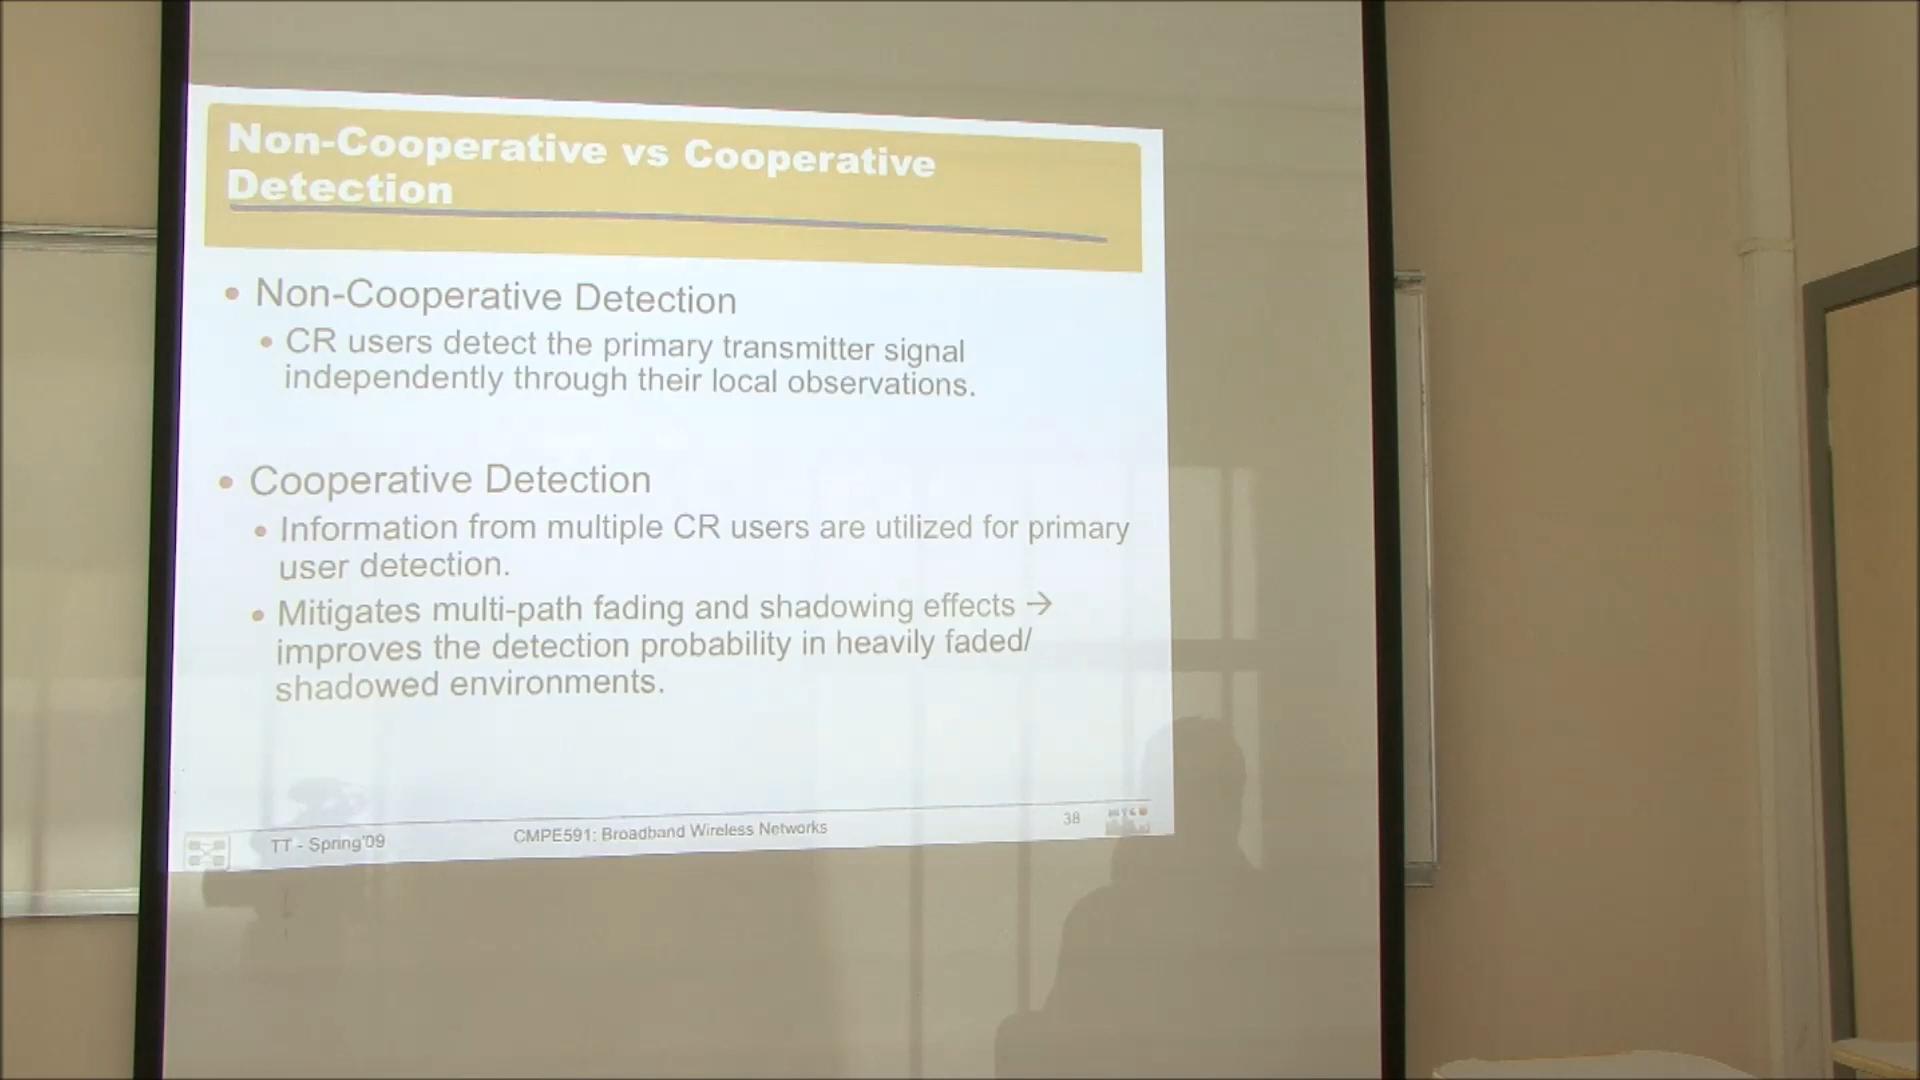 Non-Cooperative vs Cooperative
Detection
• Non-Cooperative Detection
• CR users detect the primary transmitter signal
independently through their local observations.
• Cooperative Detection
• Information from multiple CR users are utilized for primary
user detection.
• Mitigates multi-path fading and shadowing effects →
improves the detection probability in heavily faded/
shadowed environments.
TT - Spring'09
CMPE591: Broadband Wireless Networks
38